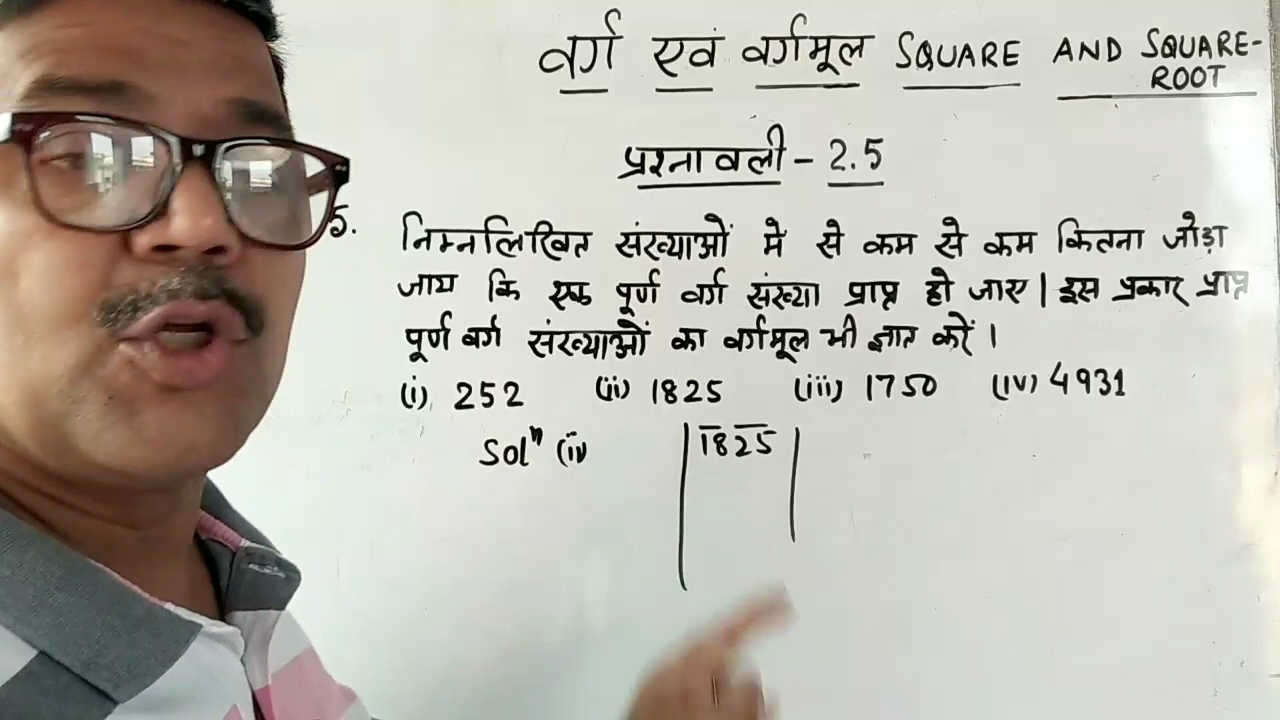 वर्ग एवं वर्गमूल SQUARE AND SQUARE-
ROOT
प्रश्नावली - 2.5
5. निम्नलिखित संख्याओं में से कम से कम कितना जोड़ा
जाय कि एक पूर्ण वर्ग संख्या प्राप्त हो जाए। इस प्रकार प्राप्त
पूर्ण वर्ग संख्याओं का वर्गमूल भी ज्ञात करें।
(i) 252 (ii) 1825 (iii) 1750 (iv) 4931
Solⁿ (ii 1825